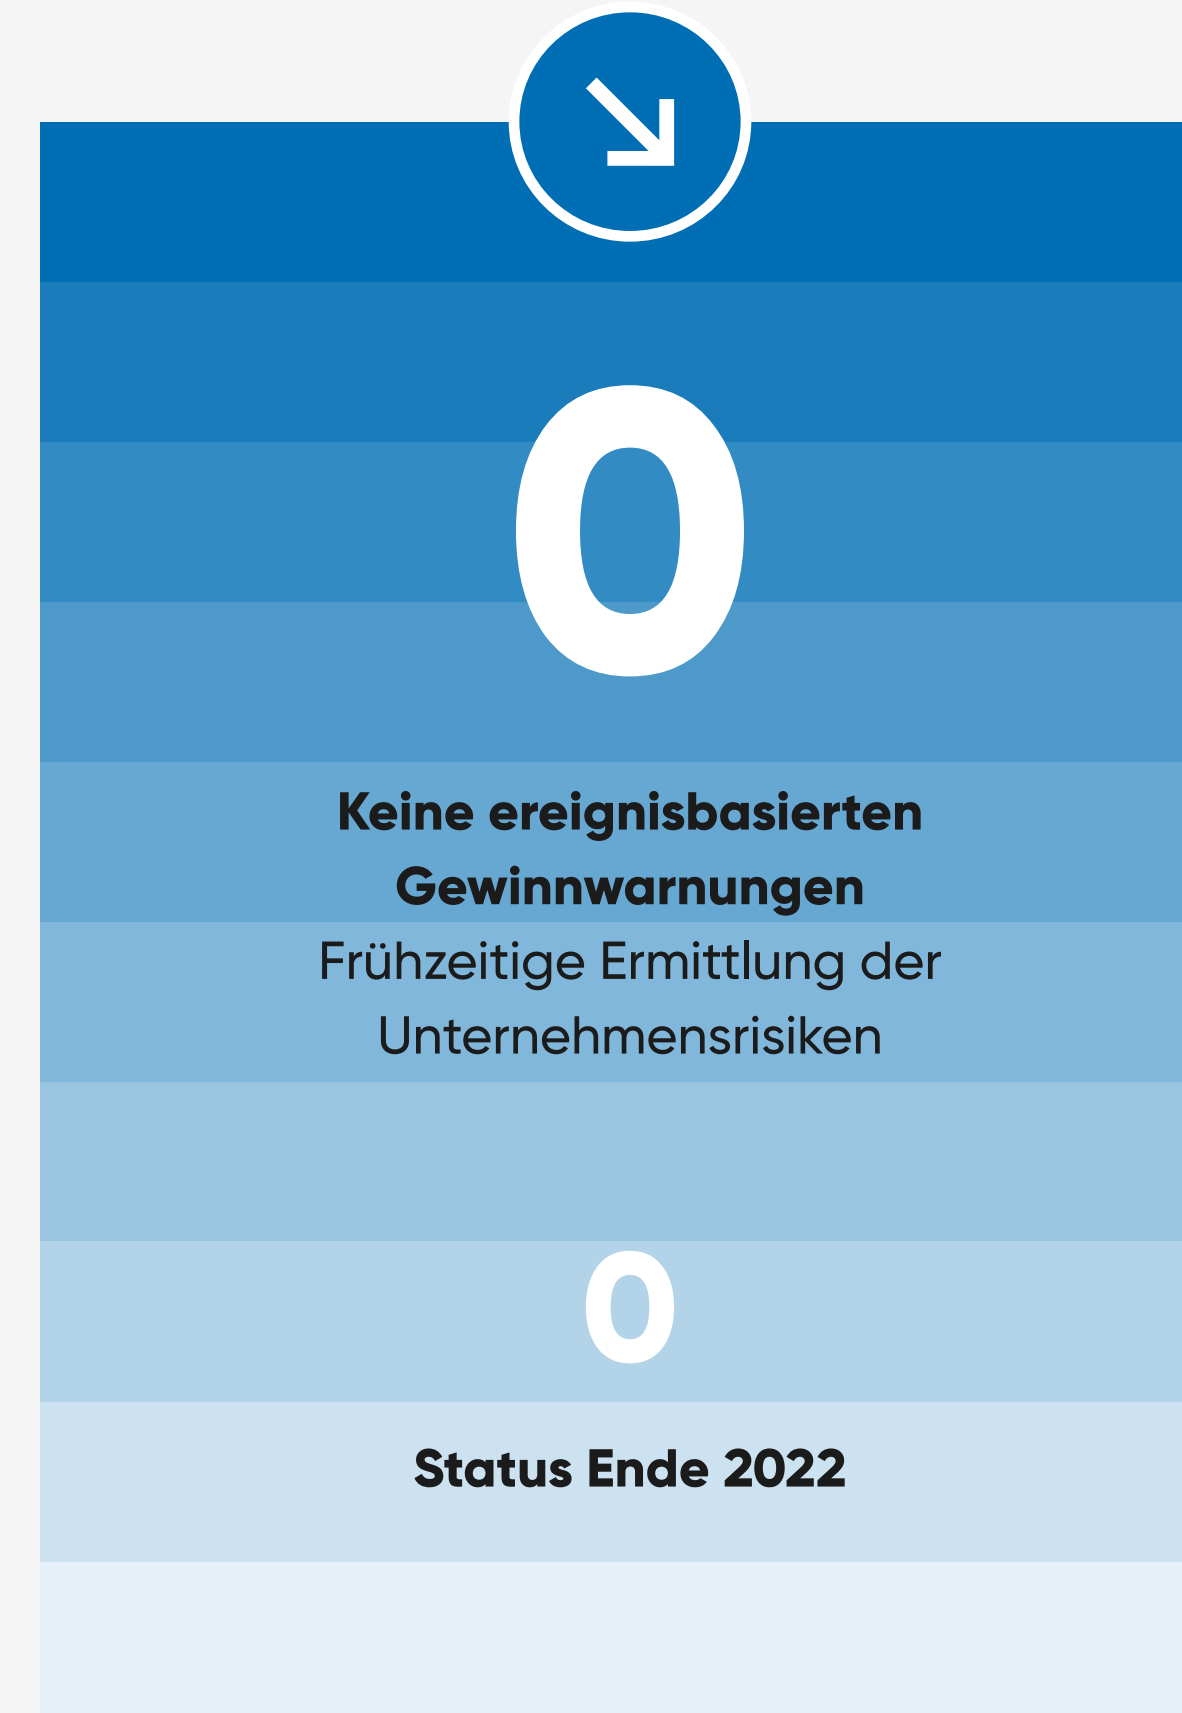 0
Keine ereignisbasierten
Gewinnwarnungen
Frühzeitige Ermittlung der
Unternehmensrisiken
0
Status Ende 2022